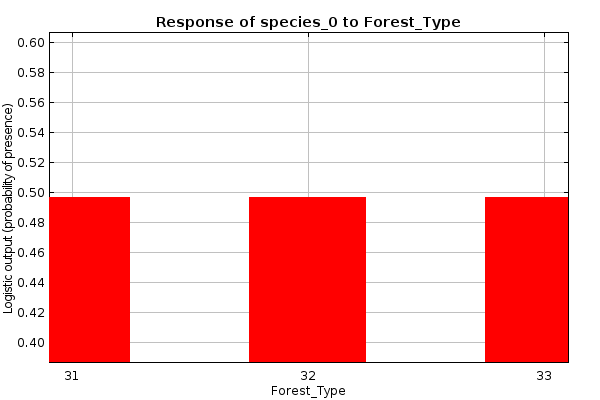 Response of species_0 to Forest_Type
Logistic output (probability of presence)
0.60
0.58
0.56
0.54
0.52
0.50
0.48
0.46
0.44
0.42
0.40
31 32 33
Forest_Type